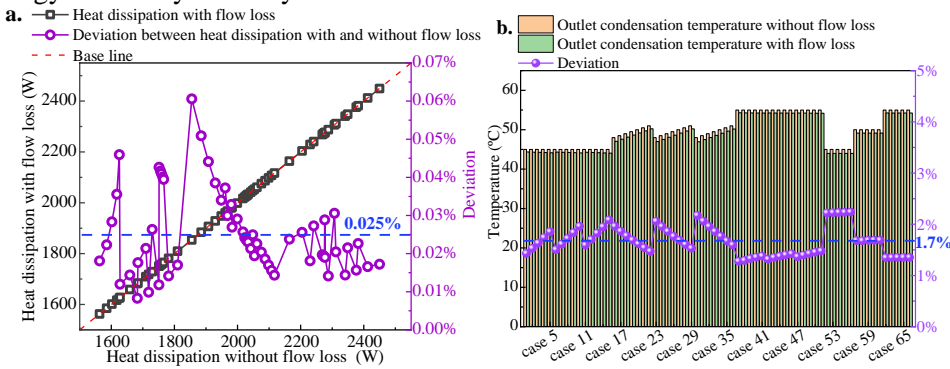 a.
Heat dissipation with flow loss
Deviation between heat dissipation with and without flow loss
Base line
Heat dissipation with flow loss (W)
2400
2200
2000
1800
1600
0.07%
0.06%
0.05%
0.04%
0.03%
0.02%
0.01%
0.00%
Deviation
0.025%
1600 1800 2000 2200 2400
Heat dissipation without flow loss (W)
b.
Outlet condensation temperature without flow loss
Outlet condensation temperature with flow loss
Deviation
Temperature (ºC)
60
50
40
30
20
10
0
5%
4%
3%
2%
1%
0%
1.7%
case 5 case 11 case 17 case 23 case 29 case 35 case 41 case 47 case 53 case 59 case 65